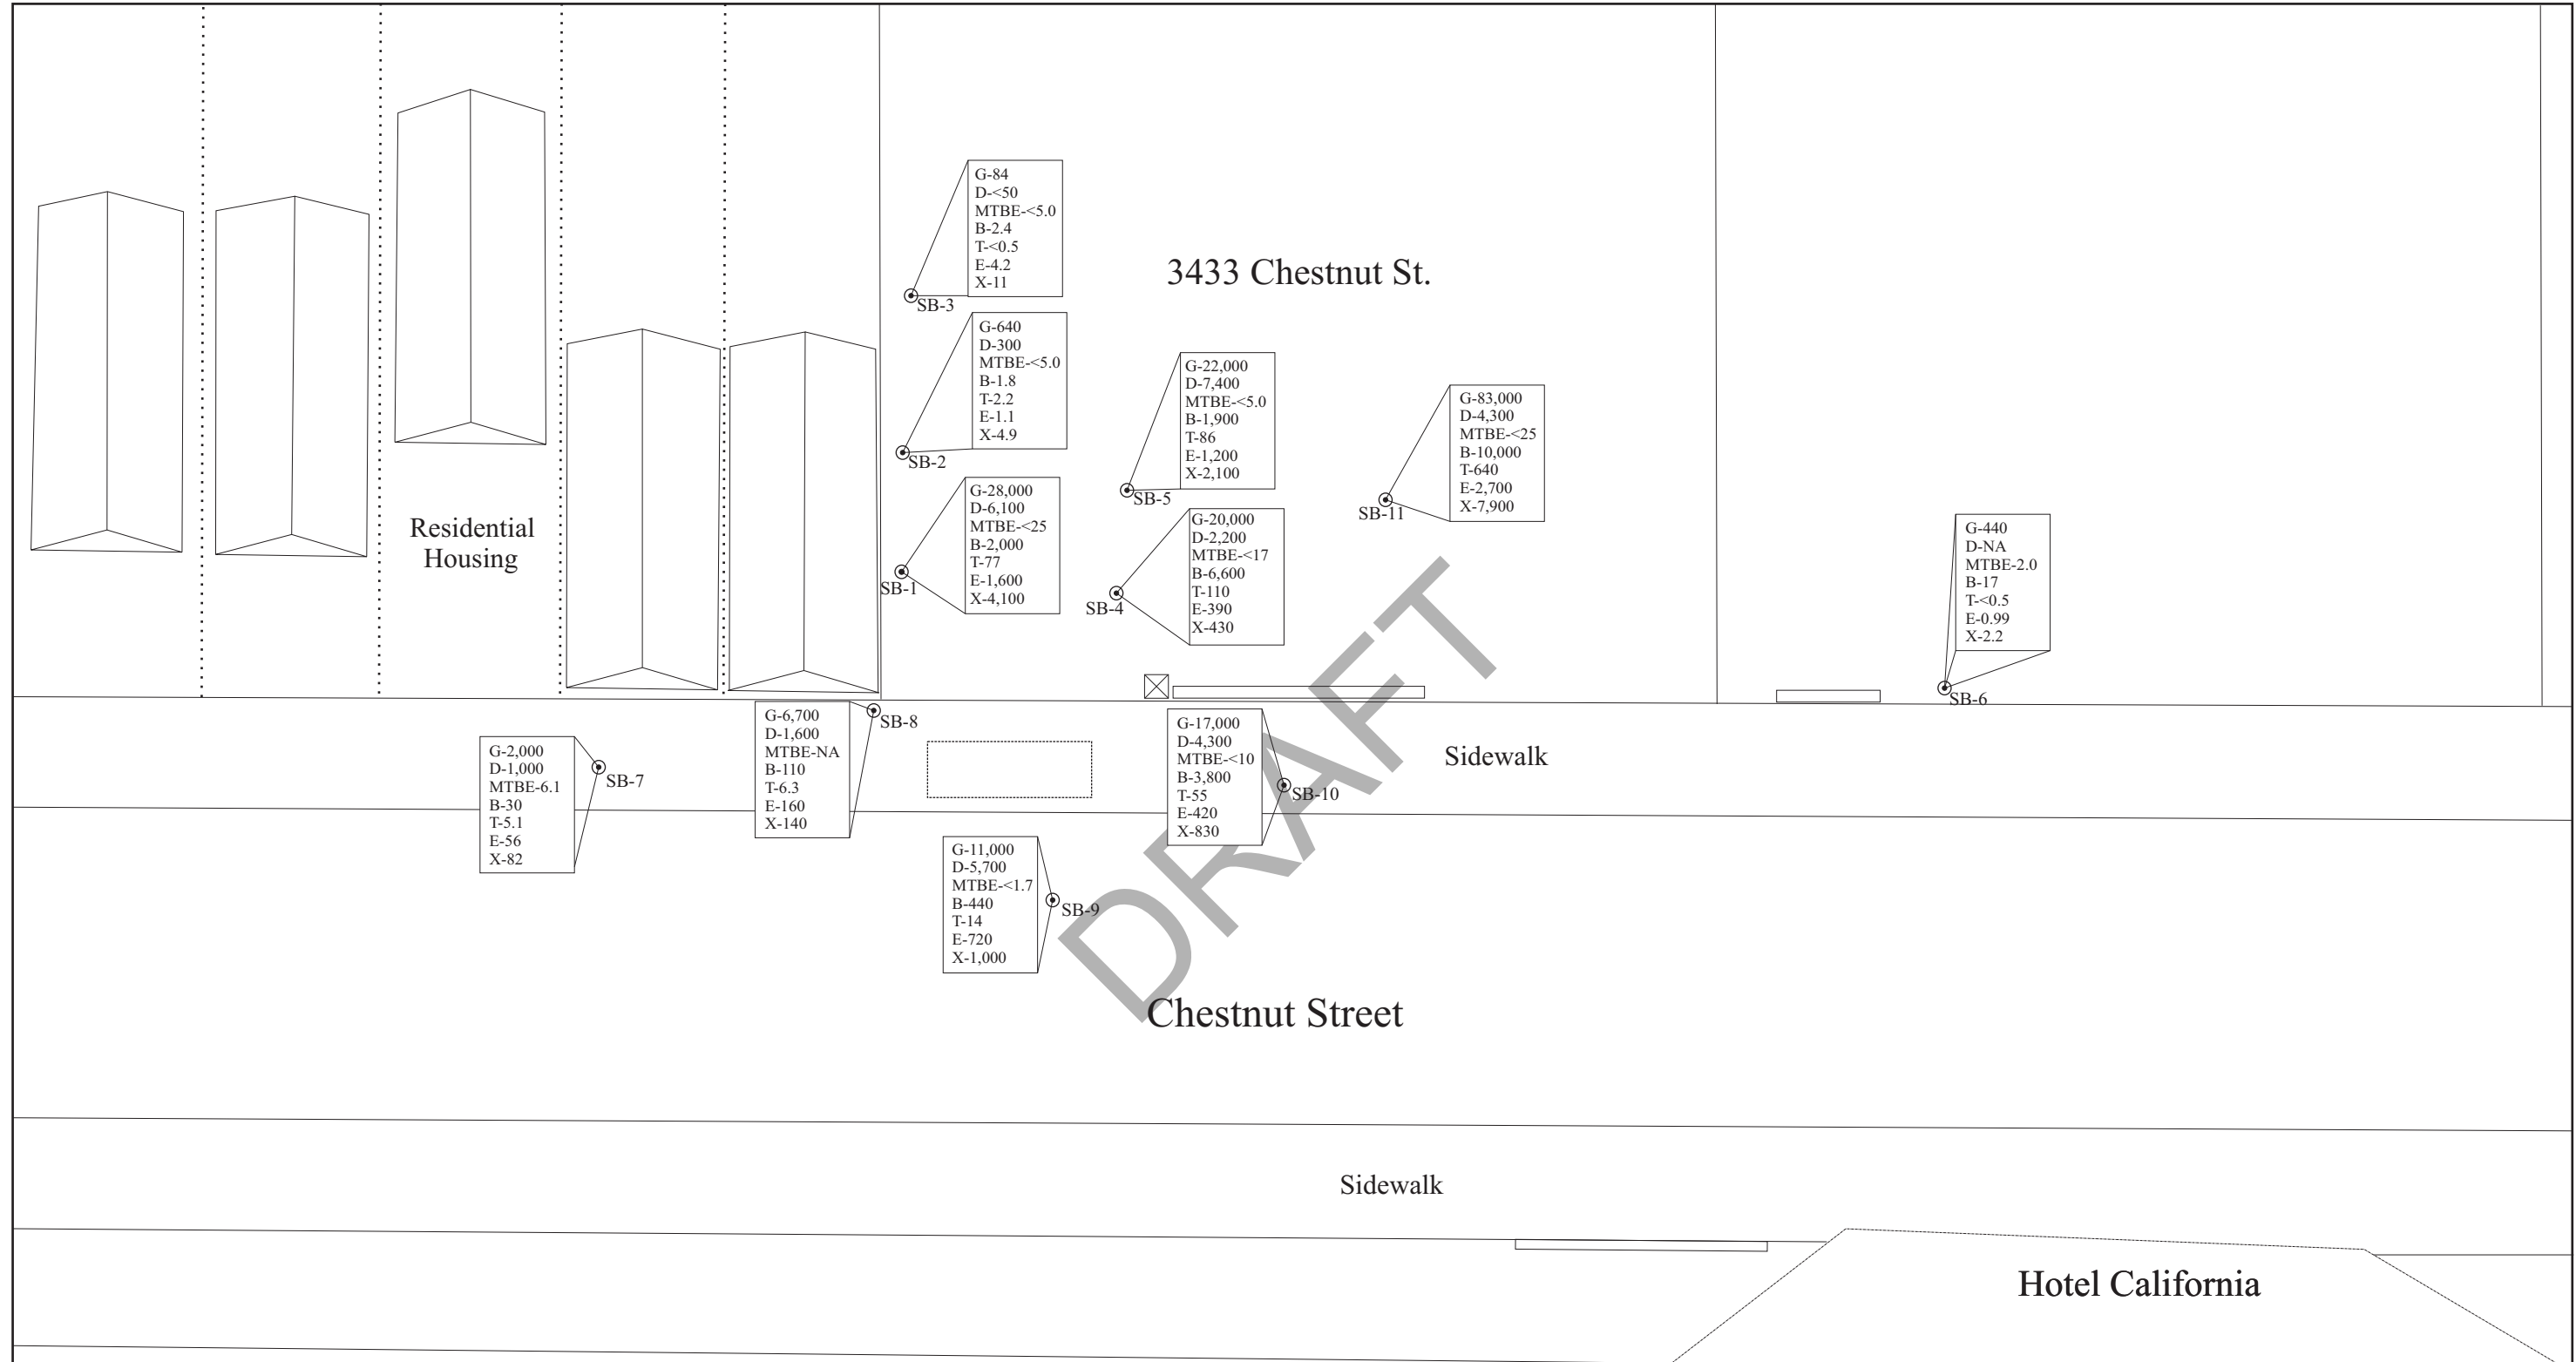 G-84
D-<50
MTBE-<5.0
B-2.4
T-<0.5
E-4.2
X-11
SB-3
3433 Chestnut St.
G-640
D-300
MTBE-<5.0
B-1.8
T-2.2
E-1.1
X-4.9
SB-2
G-22,000
D-7,400
MTBE-<5.0
B-1,900
T-86
E-1,200
X-2,100
SB-5
G-83,000
D-4,300
MTBE-<25
B-10,000
T-640
E-2,700
X-7,900
SB-11
Residential
Housing
G-28,000
D-6,100
MTBE-<25
B-2,000
T-77
E-1,600
X-4,100
SB-1
G-20,000
D-2,200
MTBE-<17
B-6,600
T-110
E-390
X-430
SB-4
G-440
D-NA
MTBE-2.0
B-17
T-<0.5
E-0.99
X-2.2
SB-6
G-2,000
D-1,000
MTBE-6.1
B-30
T-5.1
E-56
X-82
SB-7
G-6,700
D-1,600
MTBE-NA
B-110
T-6.3
E-160
X-140
SB-8
G-17,000
D-4,300
MTBE-<10
B-3,800
T-55
E-420
X-830
SB-10
Sidewalk
G-11,000
D-5,700
MTBE-<1.7
B-440
T-14
E-720
X-1,000
SB-9
DRAFT
Chestnut Street
Sidewalk
Hotel California